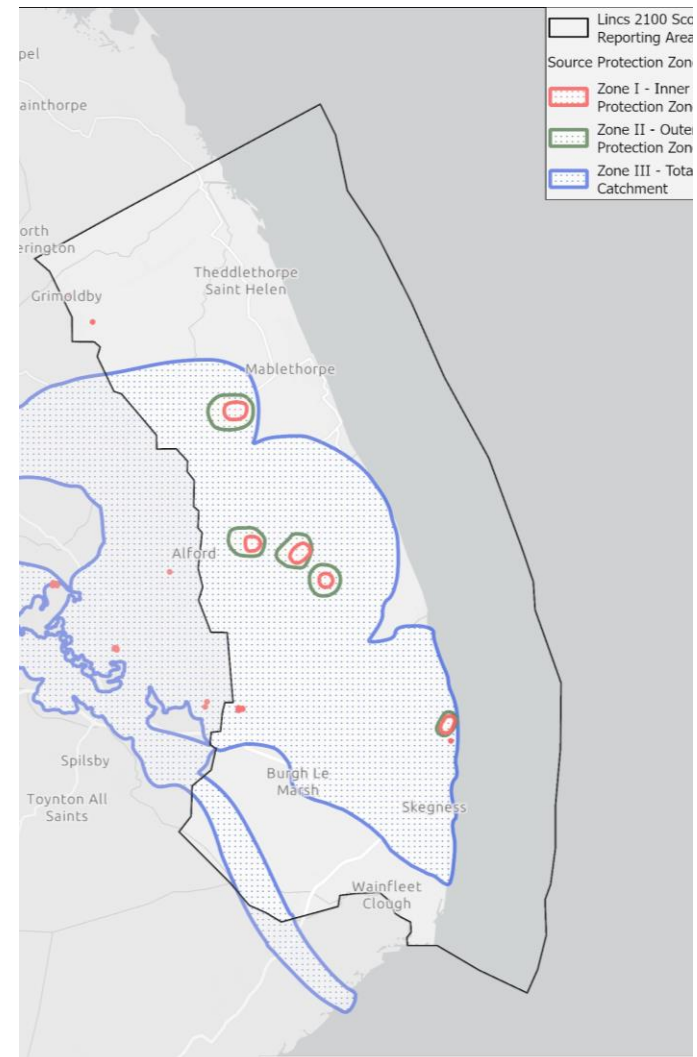 Lincs 2100 Sco
Reporting Area
Source Protection Zone
Zone I - Inner
Protection Zone
Zone II - Outer
Protection Zone
Zone III - Tota
Catchment
pel
ainthorpe
orth
erington
Grimoldby
Theddlethorpe
Saint Helen
Mablethorpe
Alford
Spilsby
Toynton All
Saints
Burgh Le
Marsh
Skegness
Wainfleet
Clough